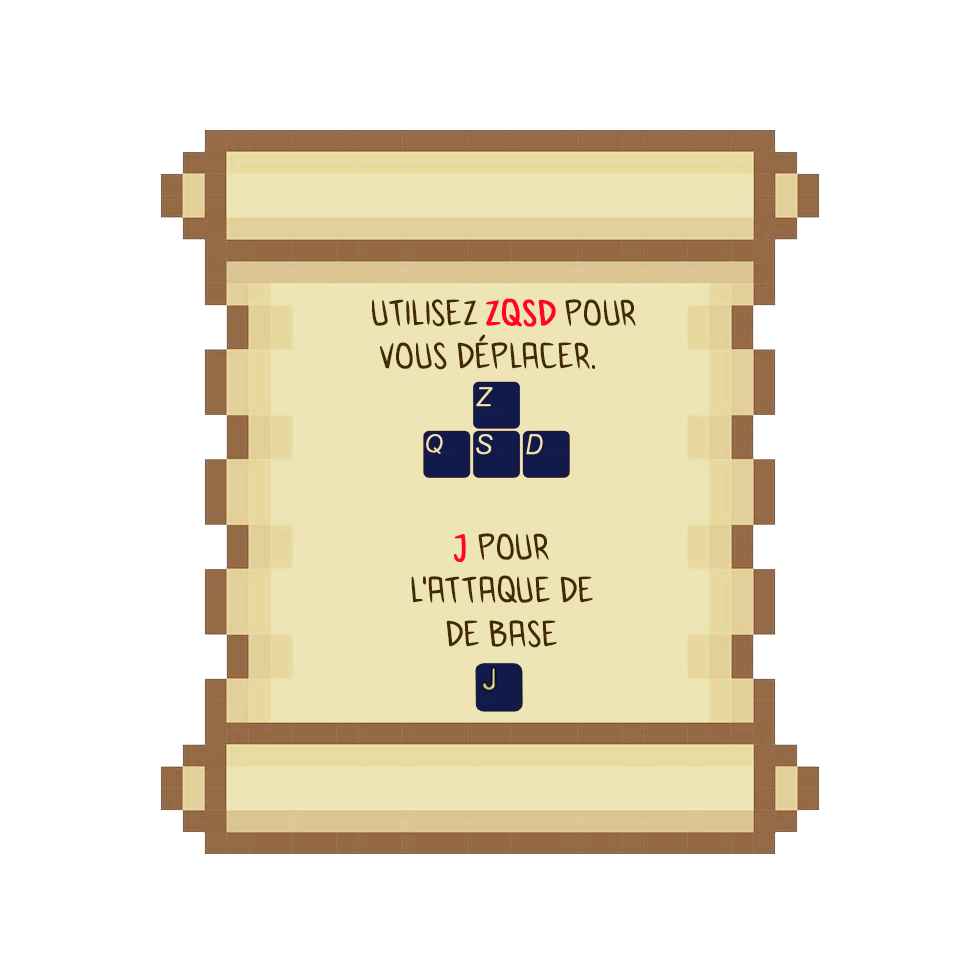 UTILISEZ ZQSD POUR
VOUS DÉPLACER.
Z
Q S D
J POUR
L'ATTAQUE DE
DE BASE
J